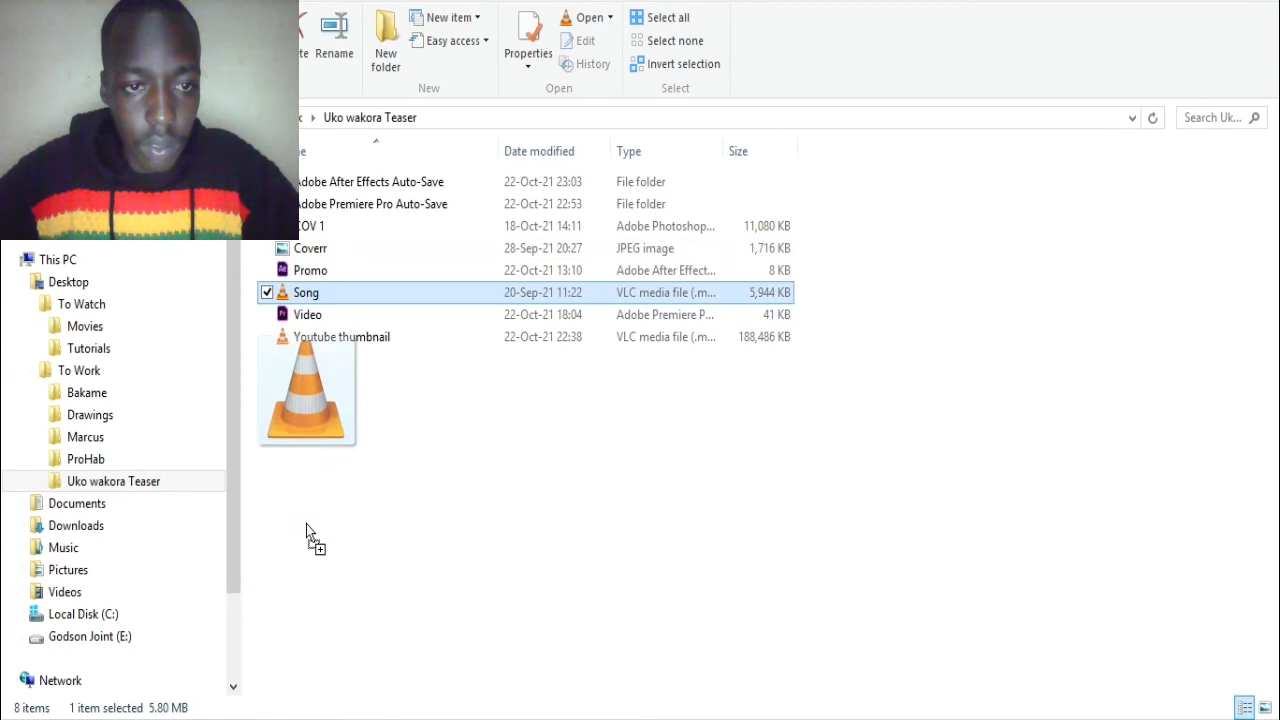 Rename
New folder
New item
Easy access
New
Properties
Open
Edit
History
Open
Select all
Select none
Invert selection
Select
Uko wakora Teaser
Search Uk...
Date modified Type Size
Adobe After Effects Auto-Save 22-Oct-21 23:03 File folder
Adobe Premiere Pro Auto-Save 22-Oct-21 22:53 File folder
COV 1 18-Oct-21 14:11 Adobe Photoshop... 11,080 KB
Coverr 28-Sep-21 20:27 JPEG image 1,716 KB
Promo 22-Oct-21 13:10 Adobe After Effect... 8 KB
Song 20-Sep-21 11:22 VLC media file (.m... 5,944 KB
Video 22-Oct-21 18:04 Adobe Premiere P... 41 KB
Youtube thumbnail 22-Oct-21 22:38 VLC media file (.m... 188,486 KB
This PC
Desktop
To Watch
Movies
Tutorials
To Work
Bakame
Drawings
Marcus
ProHab
Uko wakora Teaser
Documents
Downloads
Music
Pictures
Videos
Local Disk (C:)
Godson Joint (E:)
Network
8 items 1 item selected 5.80 MB